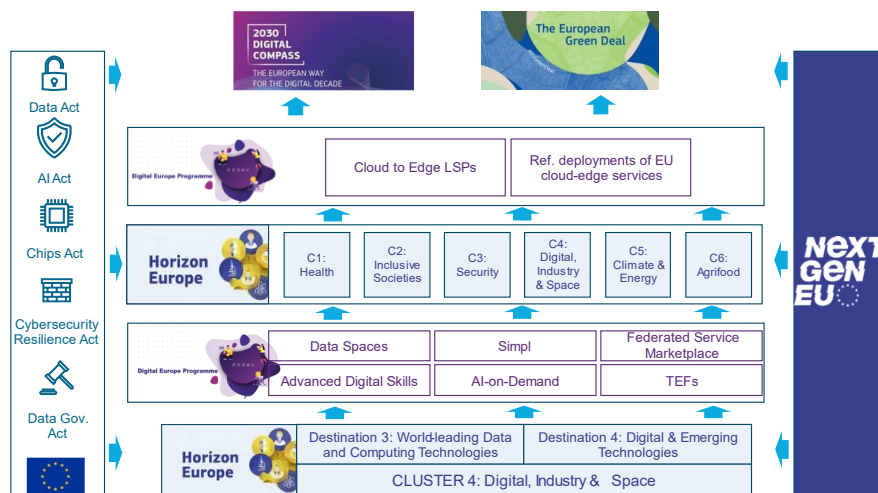 2030
DIGITAL
COMPASS
THE EUROPEAN WAY
FOR THE DIGITAL DECADE
The European
Green Deal
#EUGreenDeal
Data Act
AI Act
Chips Act
Cybersecurity
Resilience Act
Data Gov.
Act
Digital Europe Programme
Cloud to Edge LSPs
Ref. deployments of EU
cloud-edge services
Horizon
Europe
C1:
Health
C2:
Inclusive
Societies
C3:
Security
C4:
Digital,
Industry
& Space
C5:
Climate &
Energy
C6:
Agrifood
Digital Europe Programme
Data Spaces
Simpl
Federated Service
Marketplace
Advanced Digital Skills
AI-on-Demand
TEFs
Horizon
Europe
Destination 3: World-leading Data
and Computing Technologies
Destination 4: Digital & Emerging
Technologies
CLUSTER 4: Digital, Industry & Space
NEXT
GEN
EU